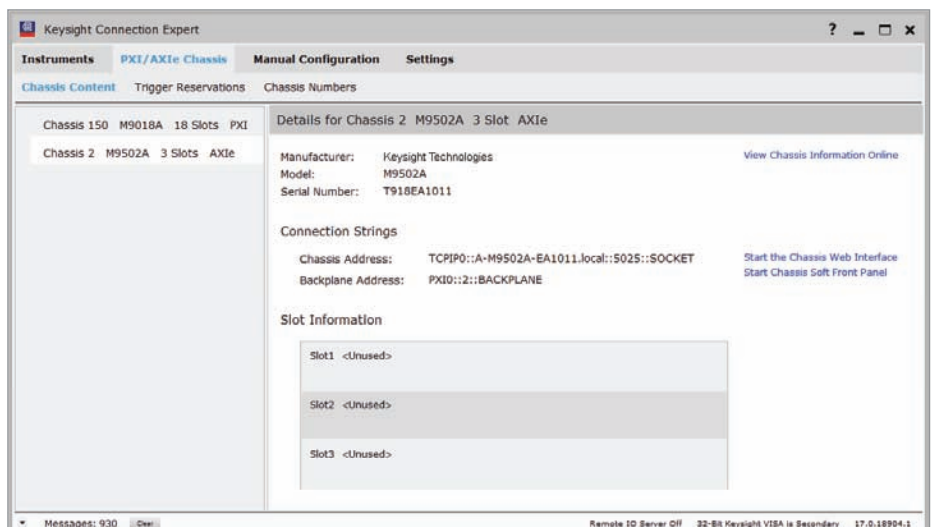 Keysight Connection Expert
Instruments PXI/AXIe Chassis Manual Configuration Settings
Chassis Content Trigger Reservations Chassis Numbers
Chassis 150 M9018A 18 Slots PXI
Chassis 2 M9502A 3 Slots AXIe
Details for Chassis 2 M9502A 3 Slot AXIe
Manufacturer: Keysight Technologies
View Chassis Information Online
Model: M9502A
Serial Number: T918EA1011
Connection Strings
Chassis Address: TCPIP0::A-M9502A-EA1011.local::5025::SOCKET
Start the Chassis Web Interface
Start Chassis Soft Front Panel
Backplane Address: PXI0::2::BACKPLANE
Slot Information
Slot1 <Unused>
Slot2 <Unused>
Slot3 <Unused>
Messages: 930 Clear
Remote IO Server Off 32-Bit Keysight VISA is Secondary 17.0.18904.1